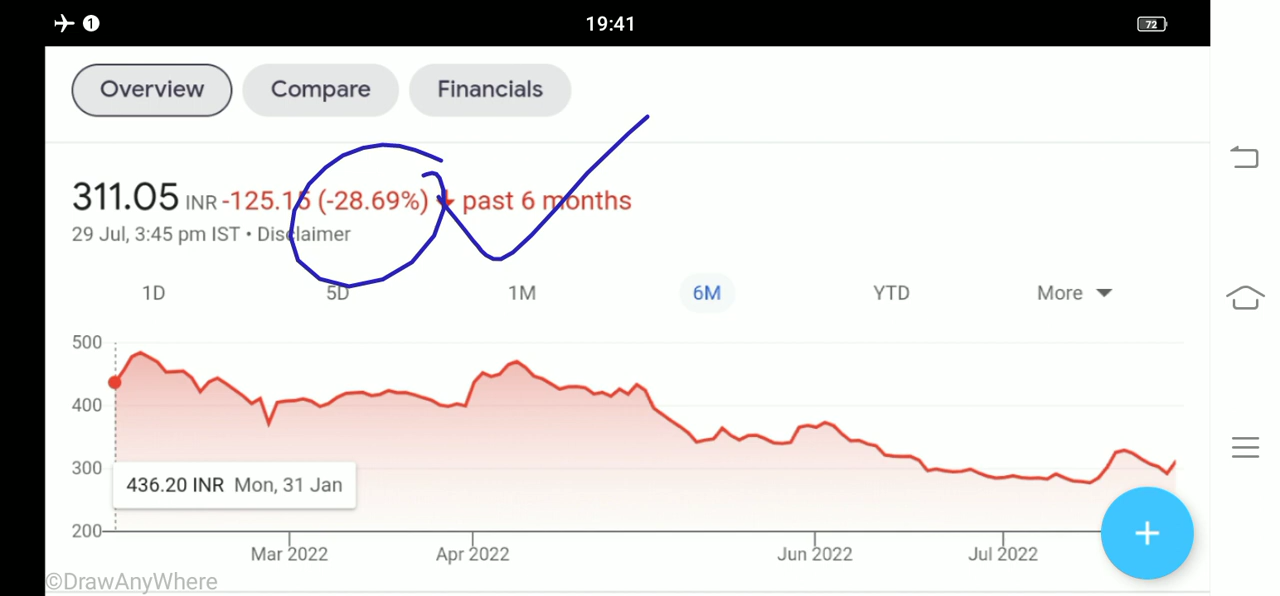 1 19:41 72
Overview Compare Financials
311.05 INR -125.15 (-28.69%) past 6 months
29 Jul, 3:45 pm IST • Disclaimer
1D 5D 1M 6M YTD More
500
400
300
200
436.20 INR Mon, 31 Jan
Mar 2022 Apr 2022 Jun 2022 Jul 2022
©DrawAnyWhere